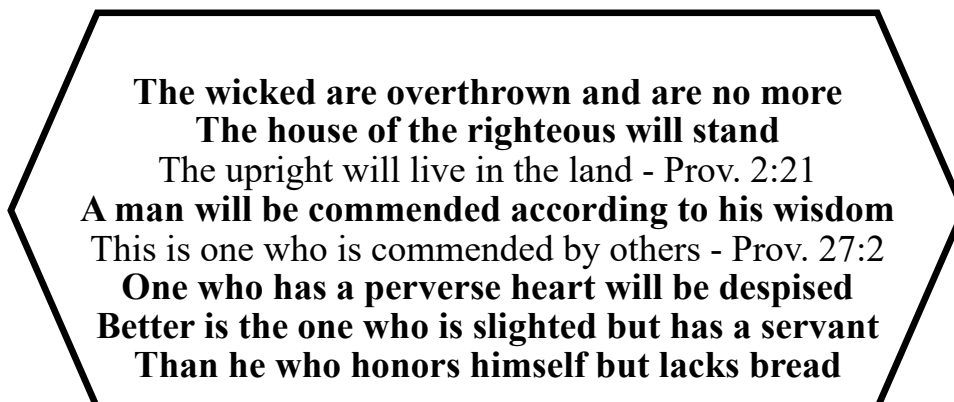 The wicked are overthrown and are no more
The house of the righteous will stand
The upright will live in the land - Prov. 2:21
A man will be commended according to his wisdom
This is one who is commended by others - Prov. 27:2
One who has a perverse heart will be despised
Better is the one who is slighted but has a servant
Than he who honors himself but lacks bread